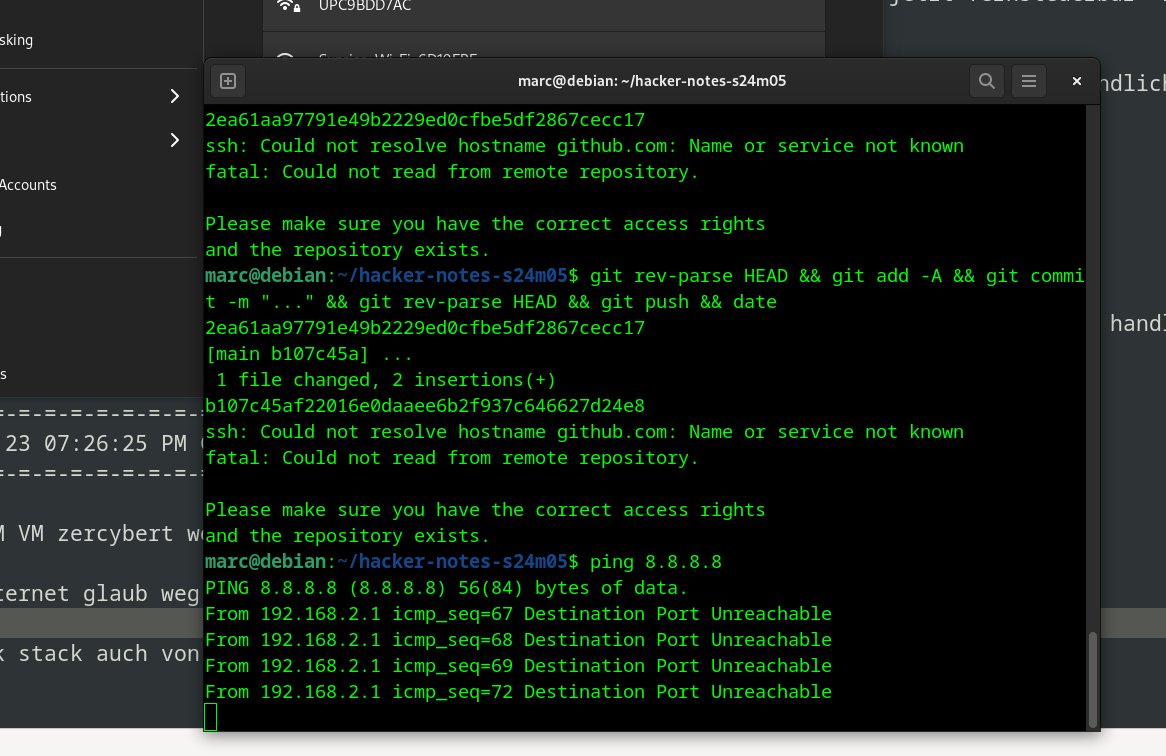 UPC9BDD7AC
sking
marc@debian: ~/hacker-notes-s24m05
tions
Accounts
s
2ea61aa97791e49b2229ed0cfbe5df2867cecc17
ssh: Could not resolve hostname github.com: Name or service not known
fatal: Could not read from remote repository.
Please make sure you have the correct access rights
and the repository exists.
marc@debian:~/hacker-notes-s24m05$ git rev-parse HEAD && git add -A && git commi
t -m "..." && git rev-parse HEAD && git push && date
2ea61aa97791e49b2229ed0cfbe5df2867cecc17
[main b107c45a] ...
1 file changed, 2 insertions(+)
b107c45af22016e0daaee6b2f937c646627d24e8
ssh: Could not resolve hostname github.com: Name or service not known
fatal: Could not read from remote repository.
Please make sure you have the correct access rights
and the repository exists.
marc@debian:~/hacker-notes-s24m05$ ping 8.8.8.8
PING 8.8.8.8 (8.8.8.8) 56(84) bytes of data.
From 192.168.2.1 icmp_seq=67 Destination Port Unreachable
From 192.168.2.1 icmp_seq=68 Destination Port Unreachable
From 192.168.2.1 icmp_seq=69 Destination Port Unreachable
From 192.168.2.1 icmp_seq=72 Destination Port Unreachable
ndlich
handl
=-=-=-=-=-=-=-=-
23 07:26:25 PM
=-=-=-=-=-=-=-=-
M VM zercybert we
ternet glaub weg
k stack auch von